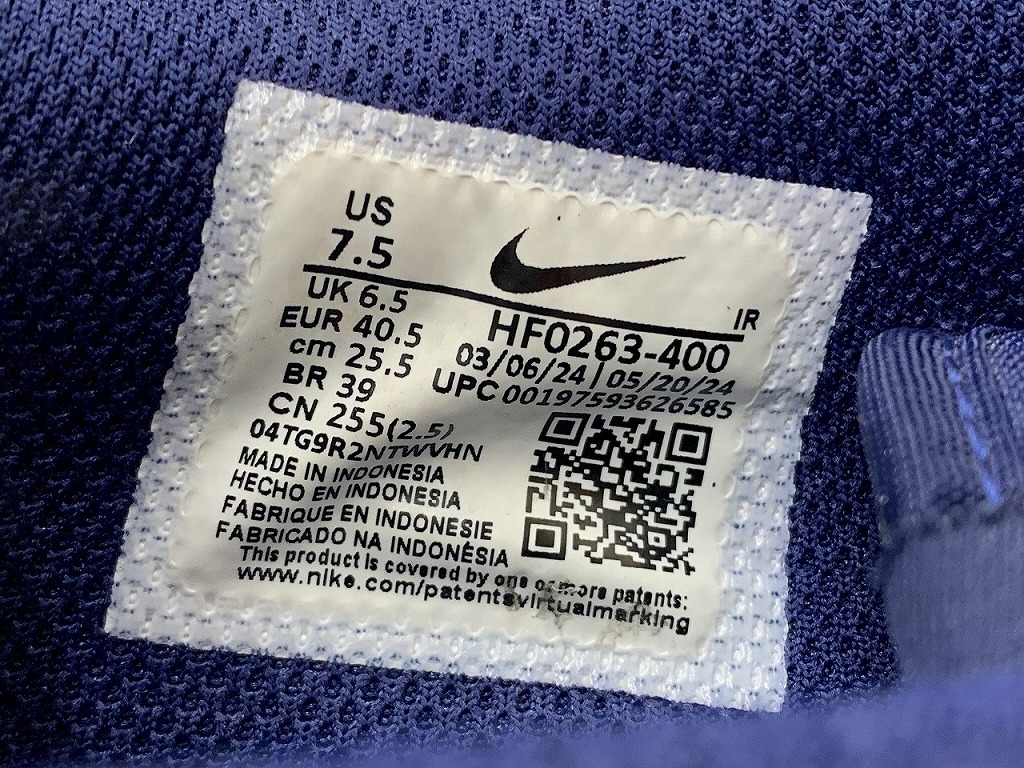 US
7.5
UK 6.5
EUR 40.5
cm 25.5
BR 39
CN 255(2.5)
04TG9R2NTWVHN
MADE IN INDONESIA
HECHO EN INDONESIA
FABRIQUE EN INDONESIE
FABRICADO NA INDONÉSIA
IR
HF0263-400
03/06/24 | 05/20/24
UPC 00197593626585
This product is covered by one or more patents:
www.nike.com/patentsvirtualmarking